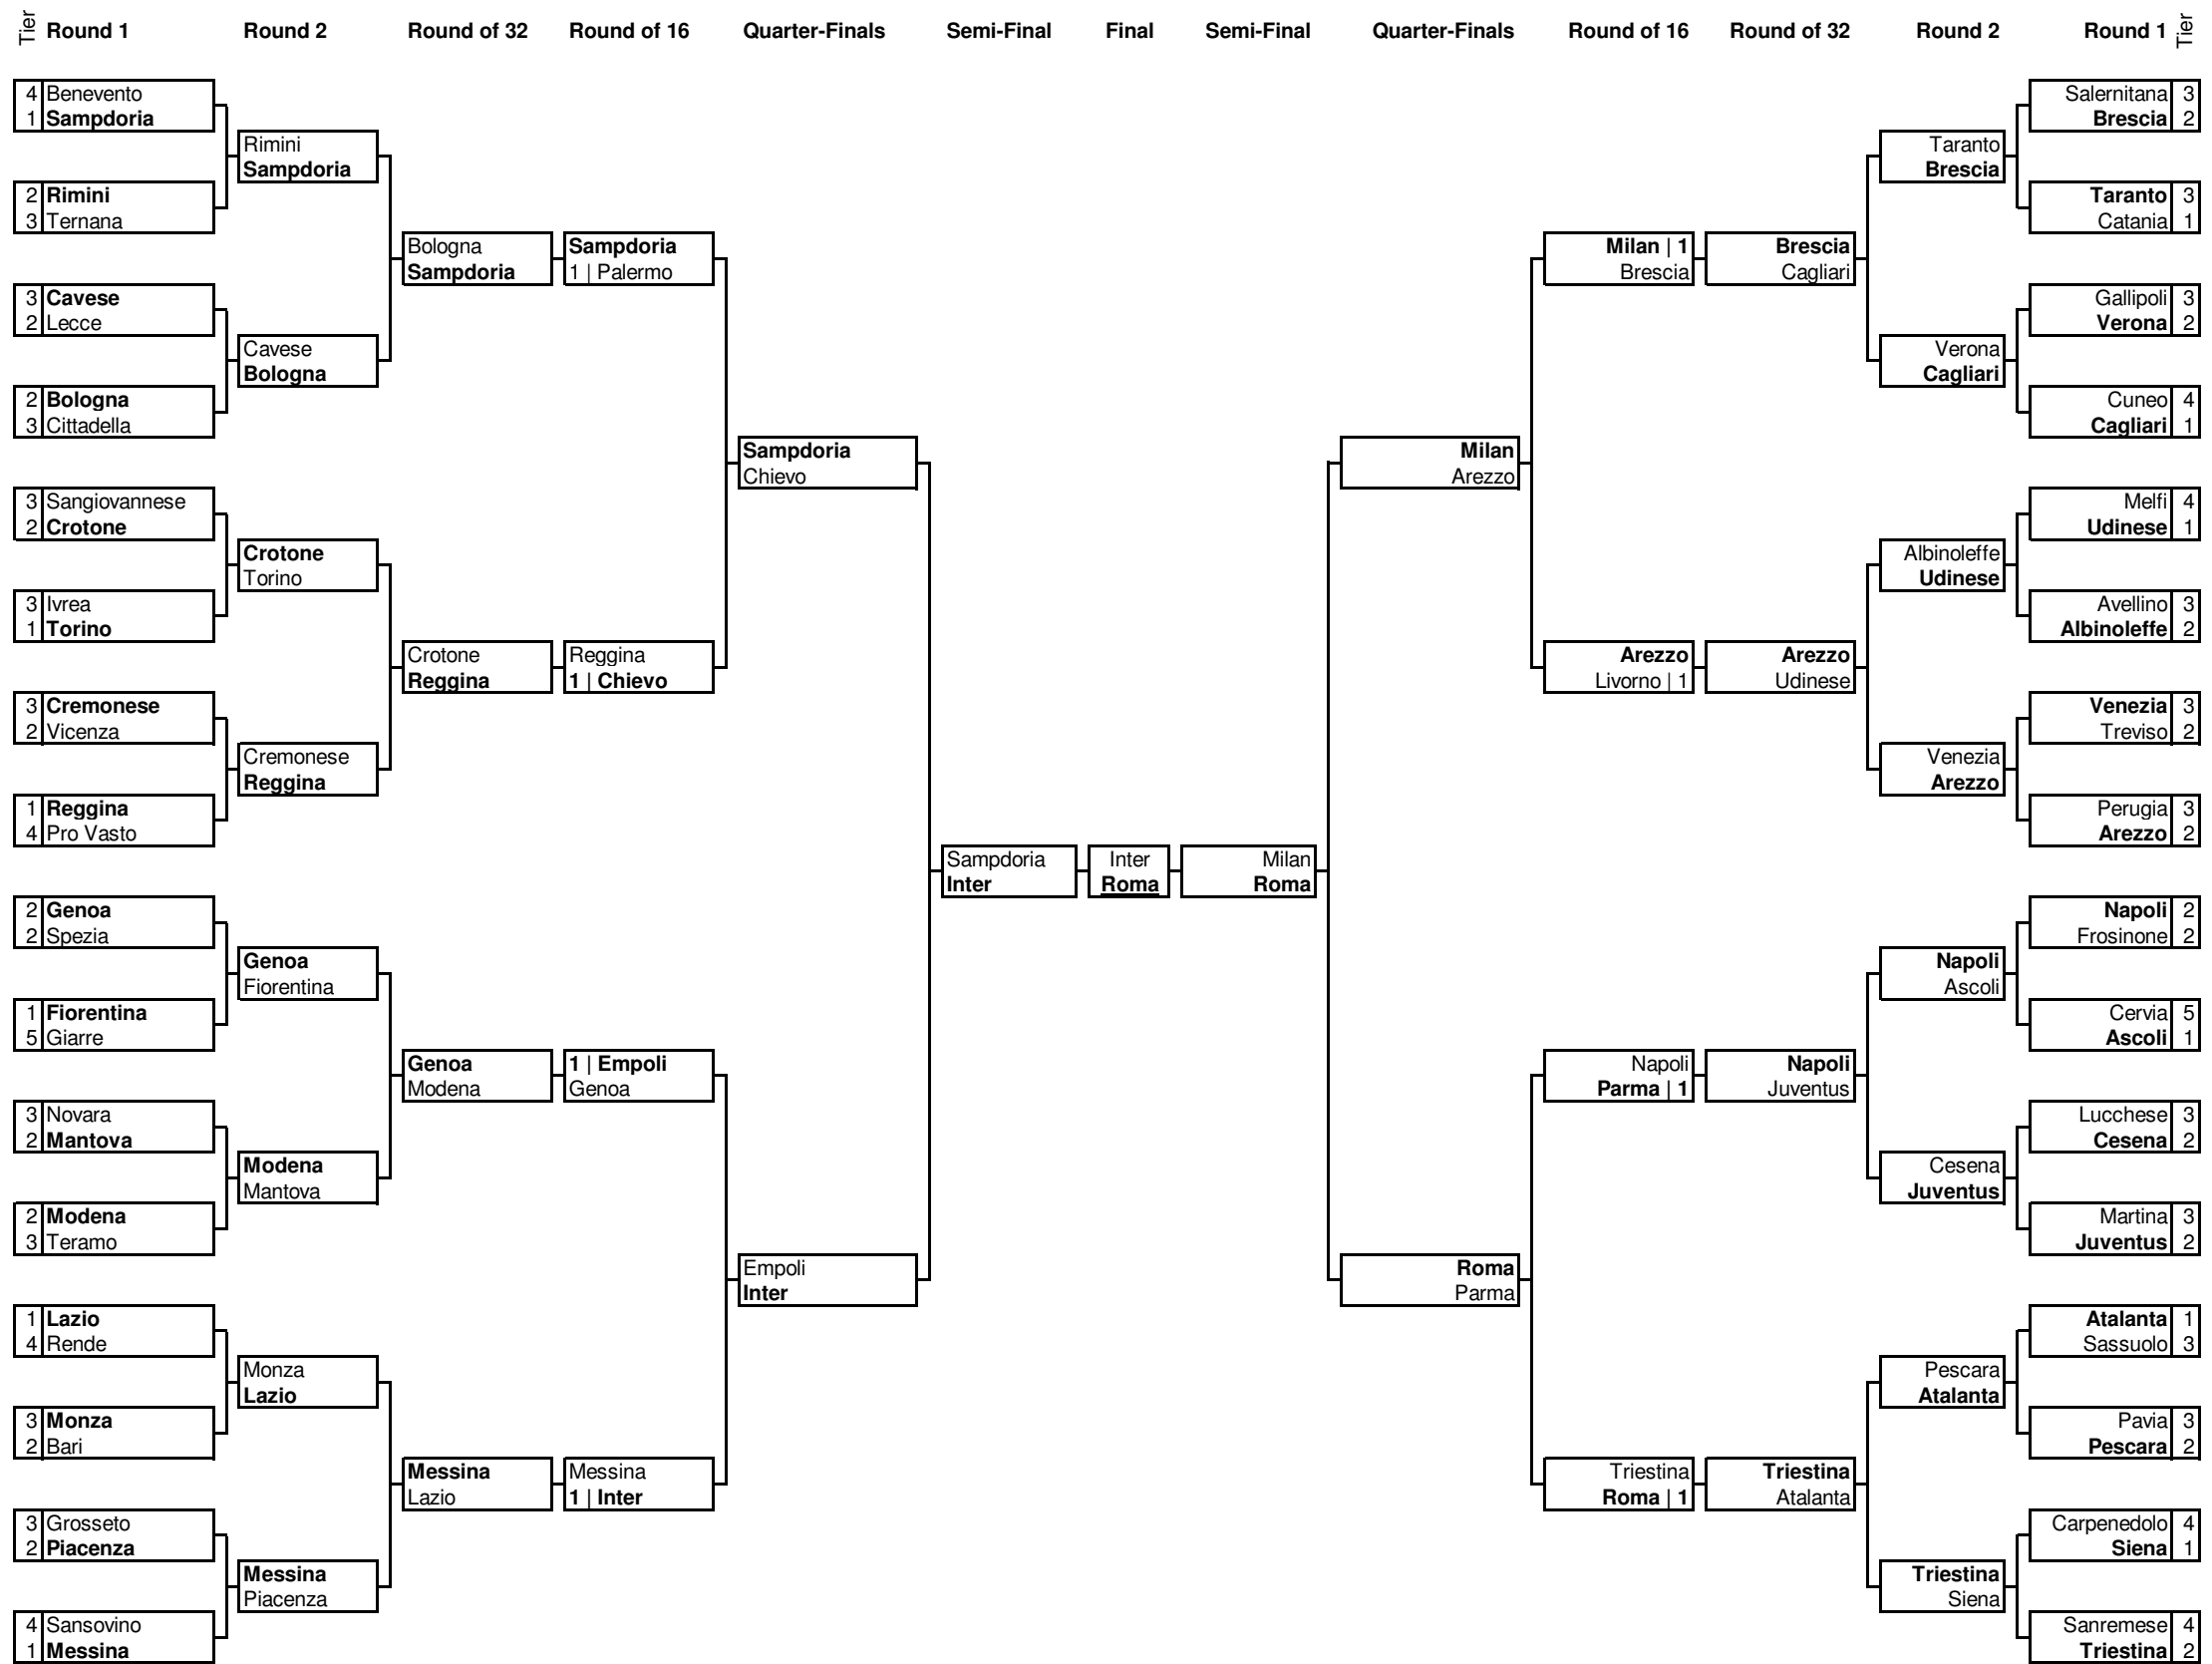 Tier Round 1 Round 2 Round of 32 Round of 16 Quarter-Finals Semi-Final Final Semi-Final Quarter-Finals Round of 16 Round of 32 Round 2 Round 1 Tier
4 Benevento
1 Sampdoria
2 Rimini
3 Ternana
3 Cavese
2 Lecce
2 Bologna
3 Cittadella
3 Sangiovannese
2 Crotone
3 Ivrea
1 Torino
3 Cremonese
2 Vicenza
1 Reggina
4 Pro Vasto
2 Genoa
2 Spezia
1 Fiorentina
5 Giarre
3 Novara
2 Mantova
2 Modena
3 Teramo
1 Lazio
4 Rende
3 Monza
2 Bari
3 Grosseto
2 Piacenza
4 Sansovino
1 Messina
Rimini
Sampdoria
Cavese
Bologna
Crotone
Torino
Cremonese
Reggina
Genoa
Fiorentina
Modena
Mantova
Monza
Lazio
Messina
Piacenza
Bologna
Sampdoria
Crotone
Reggina
Genoa
Modena
Messina
Lazio
Sampdoria
1 | Palermo
Reggina
1 | Chievo
1 | Empoli
Genoa
Messina
1 | Inter
Sampdoria
Chievo
Empoli
Inter
Sampdoria
Inter
Inter
Roma
Milan
Roma
Milan
Arezzo
Roma
Parma
Milan | 1
Brescia
Arezzo
Livorno | 1
Napoli
Parma | 1
Triestina
Roma | 1
Brescia
Cagliari
Arezzo
Udinese
Napoli
Juventus
Triestina
Atalanta
Taranto
Brescia
Verona
Cagliari
Albinoleffe
Udinese
Venezia
Arezzo
Napoli
Ascoli
Cesena
Juventus
Pescara
Atalanta
Triestina
Siena
Salernitana 3
Brescia 2
Taranto 3
Catania 1
Gallipoli 3
Verona 2
Cuneo 4
Cagliari 1
Melfi 4
Udinese 1
Avellino 3
Albinoleffe 2
Venezia 3
Treviso 2
Perugia 3
Arezzo 2
Napoli 2
Frosinone 2
Cervia 5
Ascoli 1
Lucchese 3
Cesena 2
Martina 3
Juventus 2
Atalanta 1
Sassuolo 3
Pavia 3
Pescara 2
Carpenedolo 4
Siena 1
Sanremese 4
Triestina 2